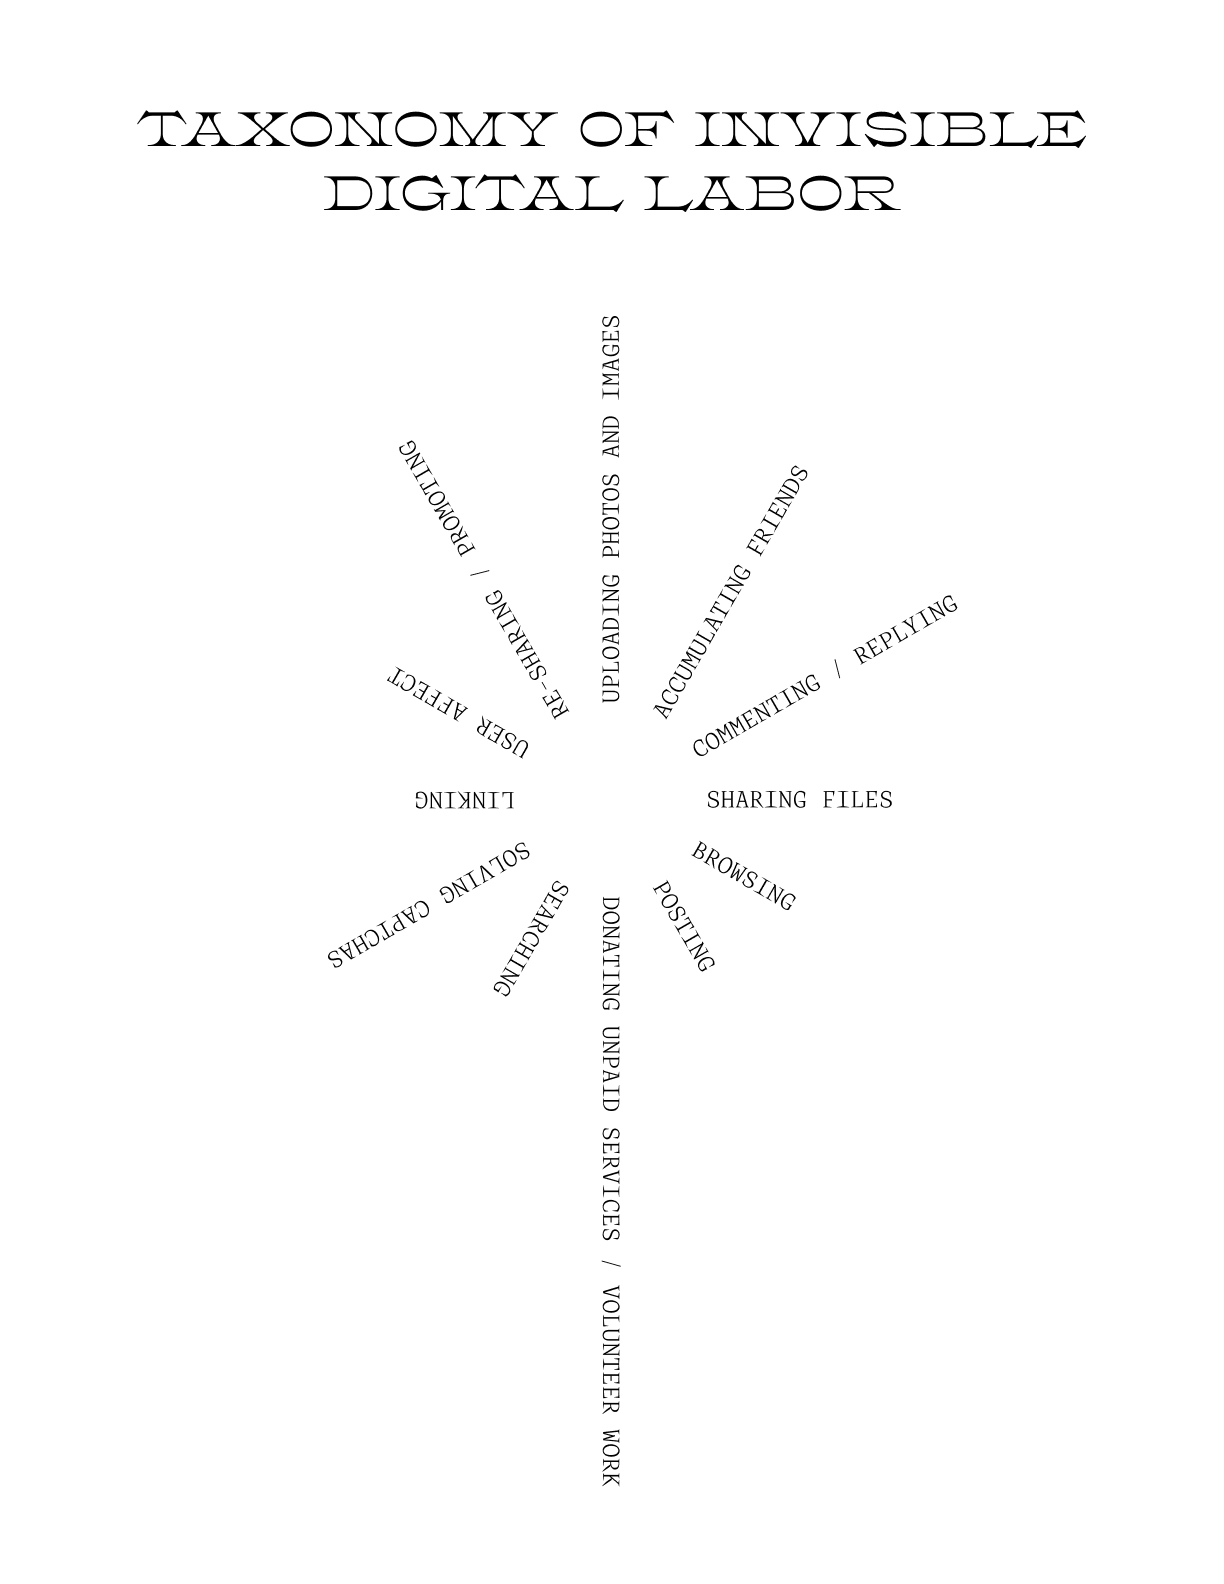 TAXONOMY OF INVISIBLE
DIGITAL LABOR
UPLOADING PHOTOS AND IMAGES
ACCUMULATING FRIENDS
COMMENTING / REPLYING
SHARING FILES
BROWSING
POSTING
DONATING UNPAID SERVICES / VOLUNTEER WORK
SEARCHING
SOLVING CAPTCHAS
LINKING
USER AFFECT
RE-SHARING / PROMOTING